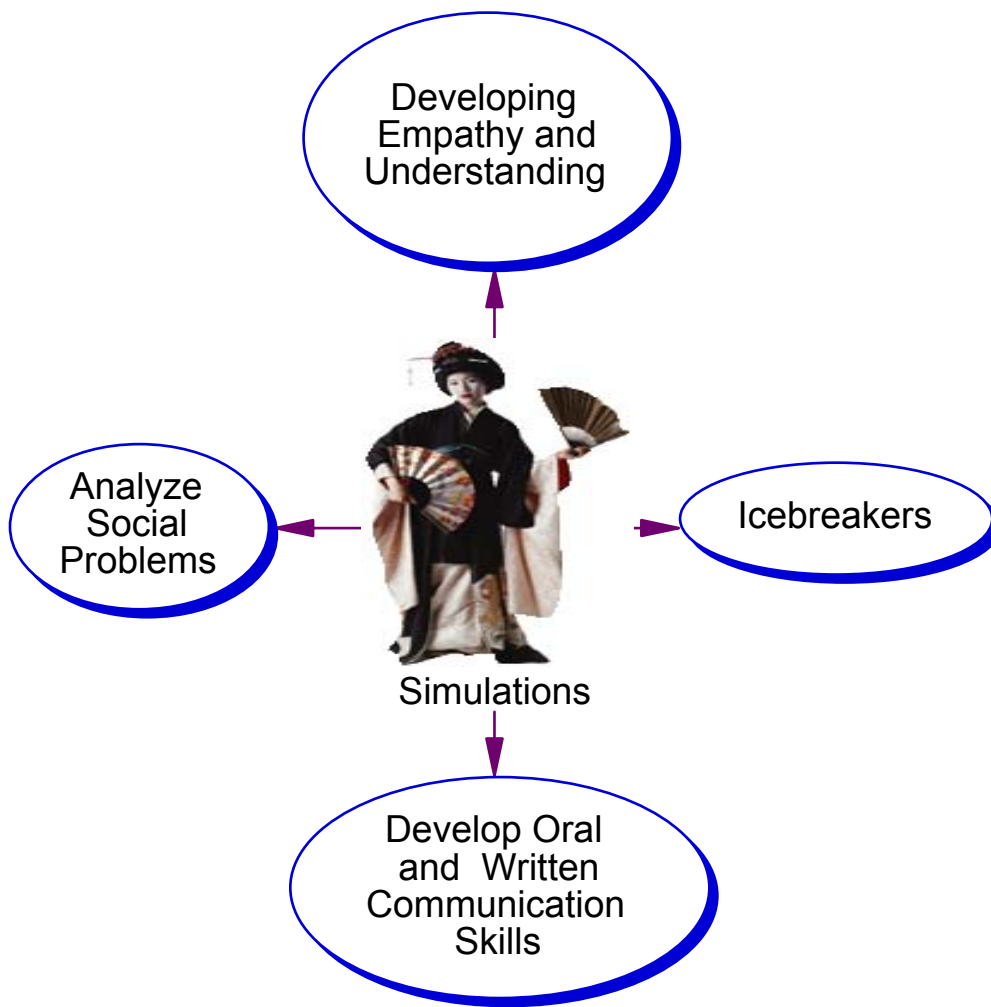 Developing
Empathy and
Understanding
Analyze
Social
Problems
Icebreakers
Simulations
Develop Oral
and  Written
Communication
Skills